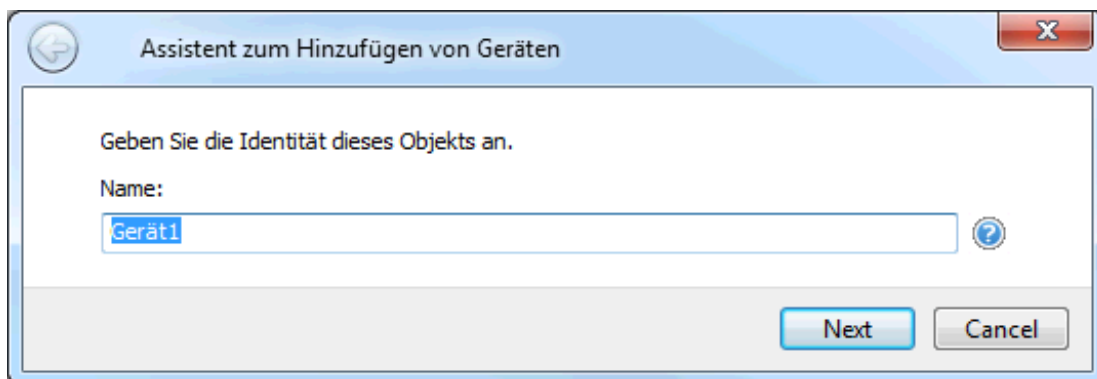 Assistent zum Hinzufügen von Geräten
Geben Sie die Identität dieses Objekts an.
Name:
Gerät1
Next Cancel